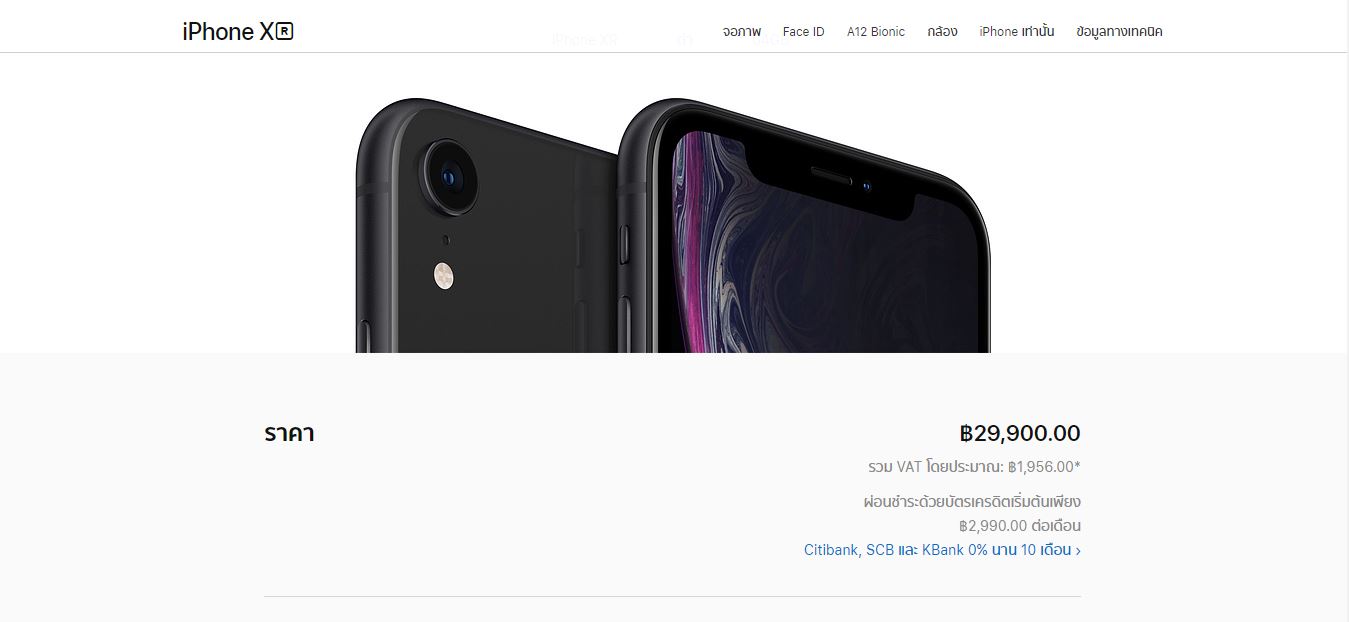 iPhone XR
จอภาพ Face ID A12 Bionic กล้อง iPhone เท่านั้น ข้อมูลทางเทคนิค
ราคา
฿29,900.00
รวม VAT โดยประมาณ: ฿1,956.00*
ผ่อนชำระด้วยบัตรเครดิตเริ่มต้นเพียง
฿2,990.00 ต่อเดือน
Citibank, SCB และ KBank 0% นาน 10 เดือน ›